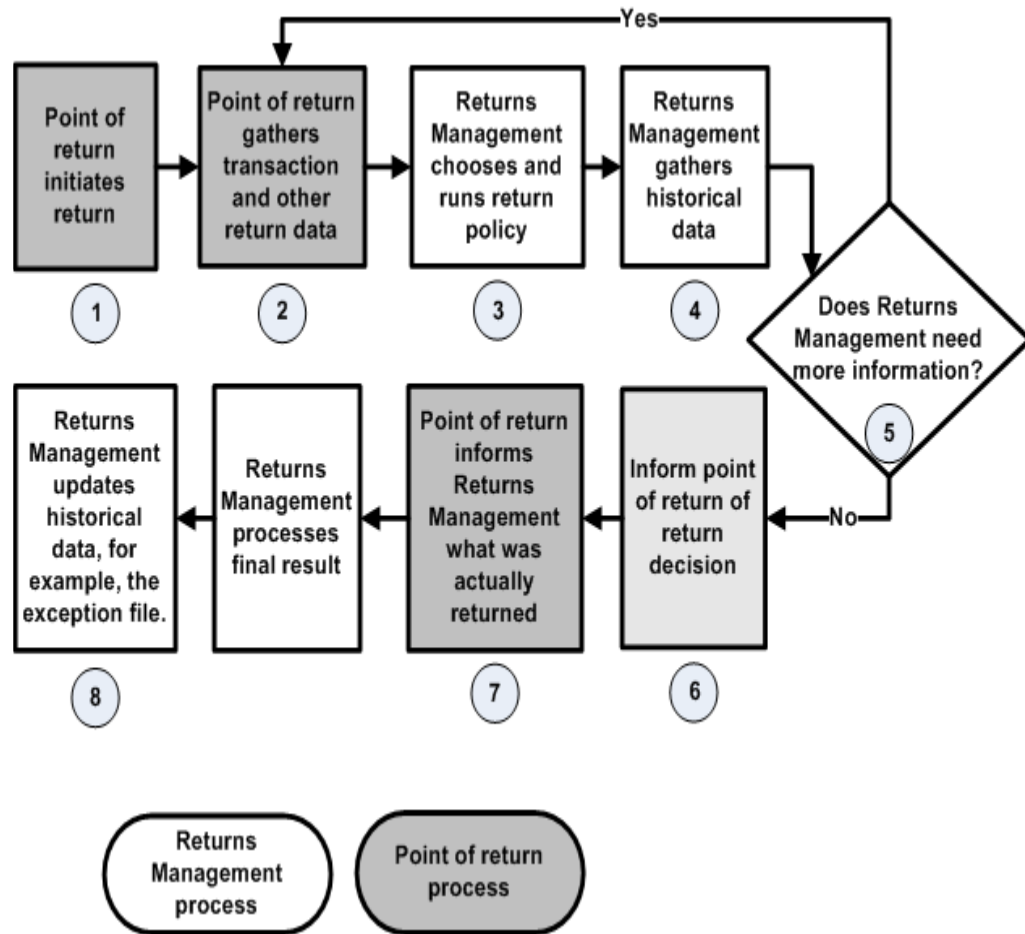 Yes
Point of
return
initiates
return
Point of return
gathers
transaction
and other
return data
Returns
Management
chooses and
runs return
policy
Returns
Management
gathers
historical
data
1
2
3
4
Does Returns
Management need
more information?
5
No
Inform point
of return of
return
decision
Point of return
informs
Returns
Management
what was
actually
returned
Returns
Management
processes
final result
Returns
Management
updates
historical
data, for
example, the
exception file.
8
7
6
Returns
Management
process
Point of return
process